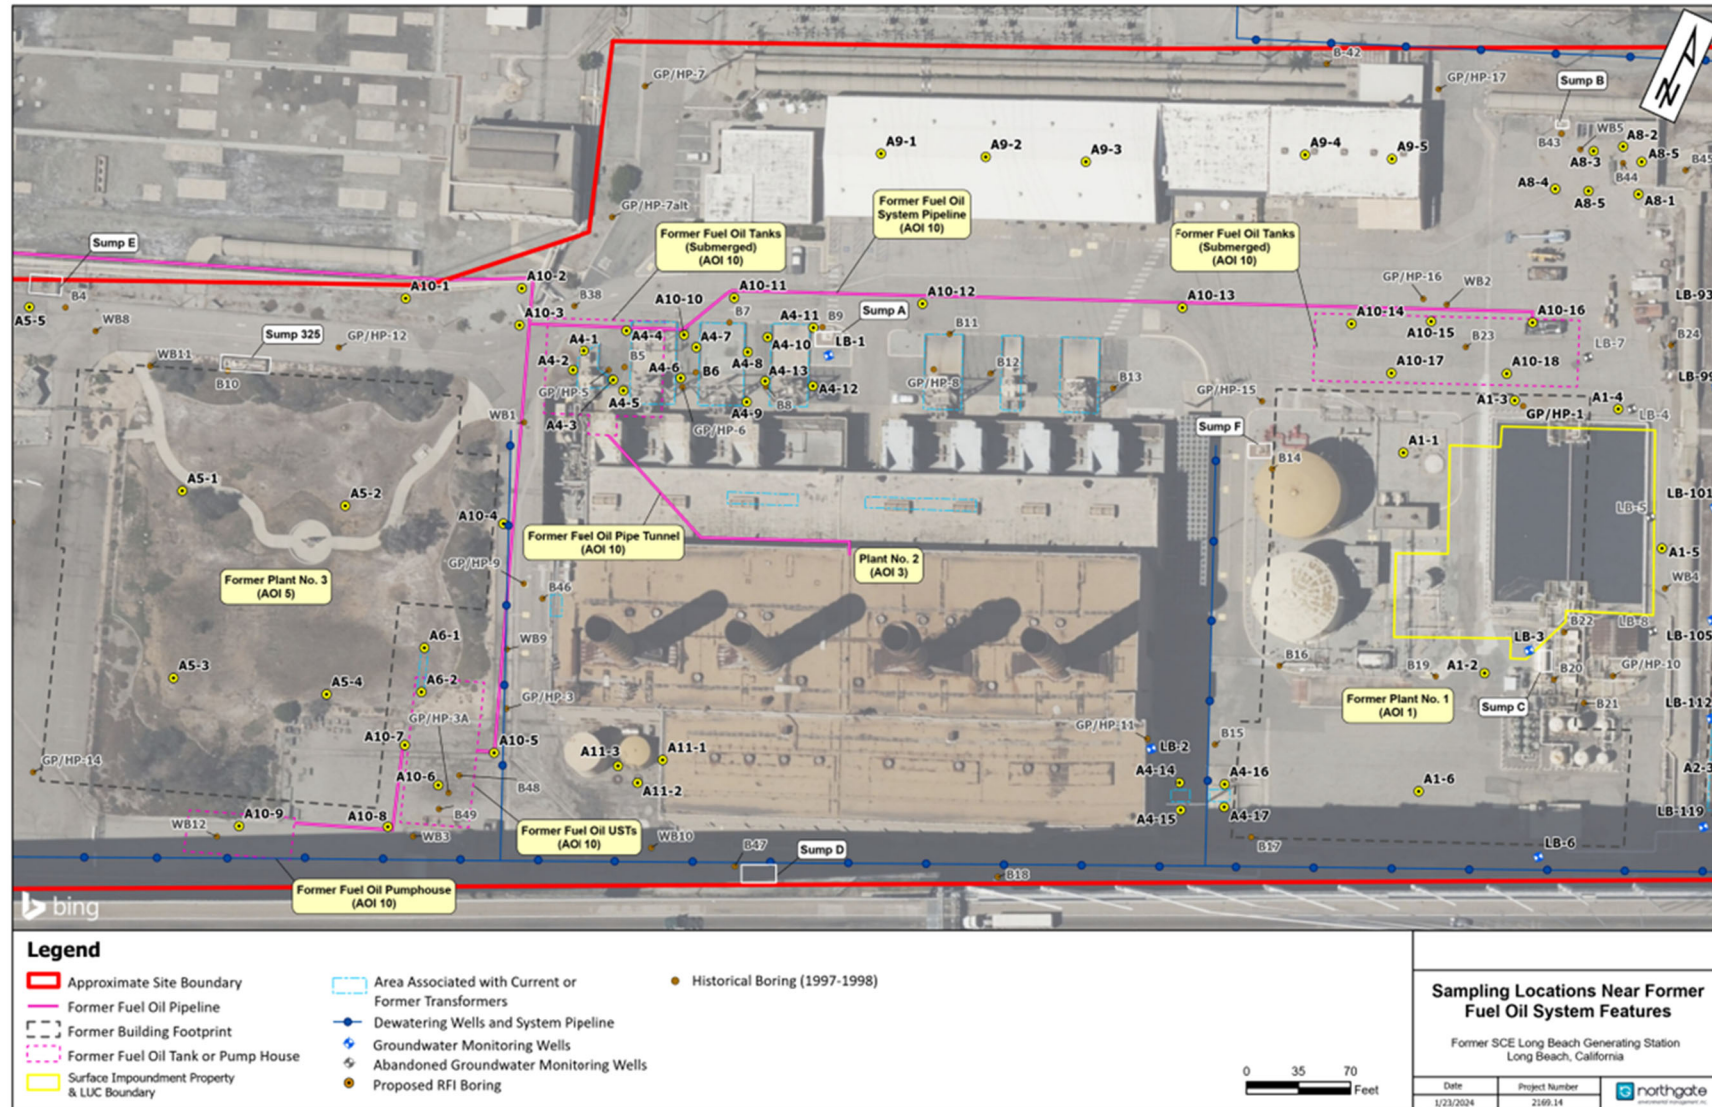 B-42
GP/HP-7
GP/HP-17
Sump B
N
B43
WB5
A8-2
A9-1
A9-2
A9-3
A9-4
A9-5
A8-3
A8-5
B44
B45
A8-4
A8-5
A8-1
GP/HP-7alt
Former Fuel Oil
System Pipeline
(AOI 10)
Former Fuel Oil Tanks
(Submerged)
(AOI 10)
Former Fuel Oil Tanks
(Submerged)
(AOI 10)
Sump E
A10-1
A10-2
A10-11
A10-12
A10-13
GP/HP-16
WB2
LB-93
B4
A5-5
WB8
B38
A10-3
A10-10
B7
A4-11
B9
Sump A
A10-14
A10-15
A10-16
B23
B24
Sump 325
GP/HP-12
A4-1
A4-4
A4-7
A4-8
A4-10
LB-1
B11
LB-7
WB11
B10
A4-2
B5
A4-6
B6
A4-13
A4-12
GP/HP-8
B12
B13
A10-17
A10-18
LB-99
GP/HP-5
A4-5
A4-9
B8
GP/HP-15
A1-3
A1-4
LB-4
GP/HP-1
WB1
A4-3
GP/HP-6
Sump F
A1-1
B14
A5-1
A5-2
LB-101
LB-5
A10-4
Former Fuel Oil Pipe Tunnel
(AOI 10)
Plant No. 2
(AOI 3)
A1-5
GP/HP-9
Former Plant No. 3
(AOI 5)
B46
WB4
A6-1
WB9
B22
LB-8
LB-105
LB-3
A5-3
A6-2
A5-4
B16
B19
A1-2
B20
GP/HP-10
GP/HP-3
Former Plant No. 1
(AOI 1)
Sump C
B21
LB-112
GP/HP-3A
GP/HP-11
A10-7
A10-5
A11-3
A11-1
LB-2
B15
GP/HP-14
A10-6
B48
A11-2
A4-14
A4-16
A1-6
A2-3
A10-9
A10-8
B49
A4-15
A4-17
LB-119
WB12
WB3
Former Fuel Oil USTs
(AOI 10)
WB10
B47
Sump D
B17
LB-6
B18
Former Fuel Oil Pumphouse
(AOI 10)
bing
Legend
Approximate Site Boundary
Former Fuel Oil Pipeline
Former Building Footprint
Former Fuel Oil Tank or Pump House
Surface Impoundment Property
& LUC Boundary
Area Associated with Current or
Former Transformers
Dewatering Wells and System Pipeline
Groundwater Monitoring Wells
Abandoned Groundwater Monitoring Wells
Proposed RFI Boring
Historical Boring (1997-1998)
0 35 70
Feet
Sampling Locations Near Former
Fuel Oil System Features
Former SCE Long Beach Generating Station
Long Beach, California
Date
1/23/2024
Project Number
2169.14
northgate
environmental management, inc.